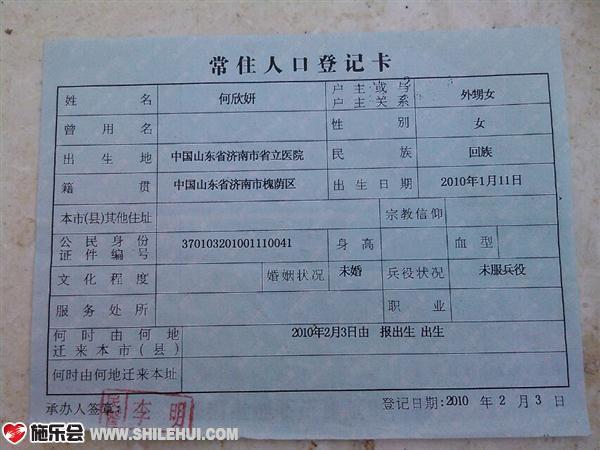 常住人口登记卡
姓名 何欣妍 户主或与户主关系 外甥女
曾用名 性别 女
出生地 中国山东省济南市省立医院 民族 回族
籍贯 中国山东省济南市槐荫区 出生日期 2010年1月11日
本市(县)其他住址 宗教信仰
公民身份证件编号 370103201001110041 身高 血型
文化程度 婚姻状况 未婚 兵役状况 未服兵役
服务处所 职业
何时由何地迁来本市(县) 2010年2月3日由 报出生 出生
何时由何地迁来本址
承办人签章: 李明 登记日期:2010 年 2 月 3 日
施乐会 WWW.SHILEHUI.COM